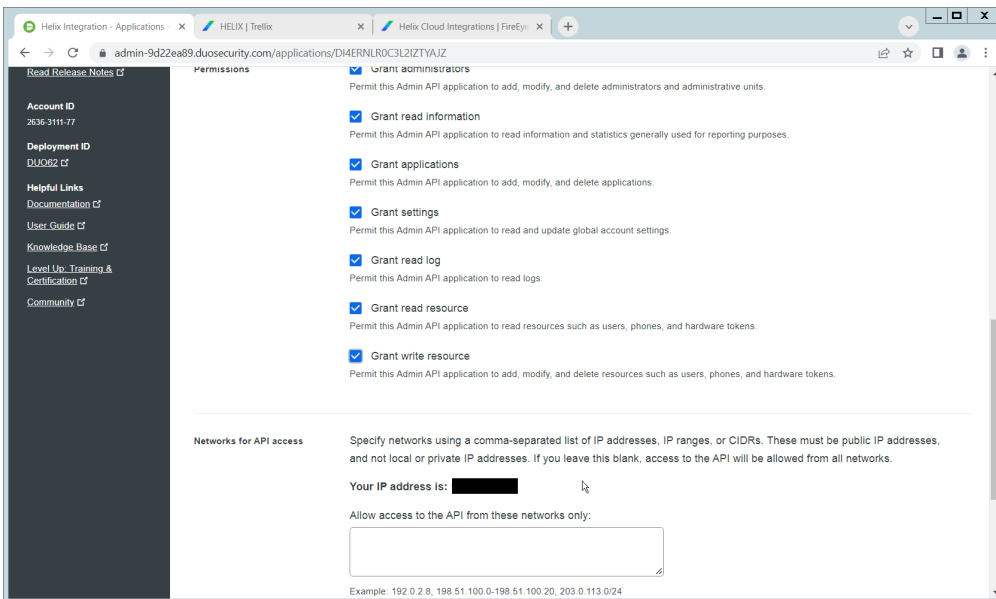 Helix Integration - Applications -
HELIX | Trellix
Helix Cloud Integrations | FireEye
admin-9d22ea89.duosecurity.com/applications/DI4ERNLR0C3L2IZTYAJZ
Read Release Notes
Account ID
2636-3111-77
Deployment ID
DUO62
Helpful Links
Documentation
User Guide
Knowledge Base
Level Up: Training &
Certification
Community
Permissions
Grant administrators
Permit this Admin API application to add, modify, and delete administrators and administrative units.
Grant read information
Permit this Admin API application to read information and statistics generally used for reporting purposes.
Grant applications
Permit this Admin API application to add, modify, and delete applications.
Grant settings
Permit this Admin API application to read and update global account settings.
Grant read log
Permit this Admin API application to read logs.
Grant read resource
Permit this Admin API application to read resources such as users, phones, and hardware tokens.
Grant write resource
Permit this Admin API application to add, modify, and delete resources such as users, phones, and hardware tokens.
Networks for API access
Specify networks using a comma-separated list of IP addresses, IP ranges, or CIDRs. These must be public IP addresses,
and not local or private IP addresses. If you leave this blank, access to the API will be allowed from all networks.
Your IP address is:
Allow access to the API from these networks only:
Example: 192.0.2.8, 198.51.100.0-198.51.100.20, 203.0.113.0/24